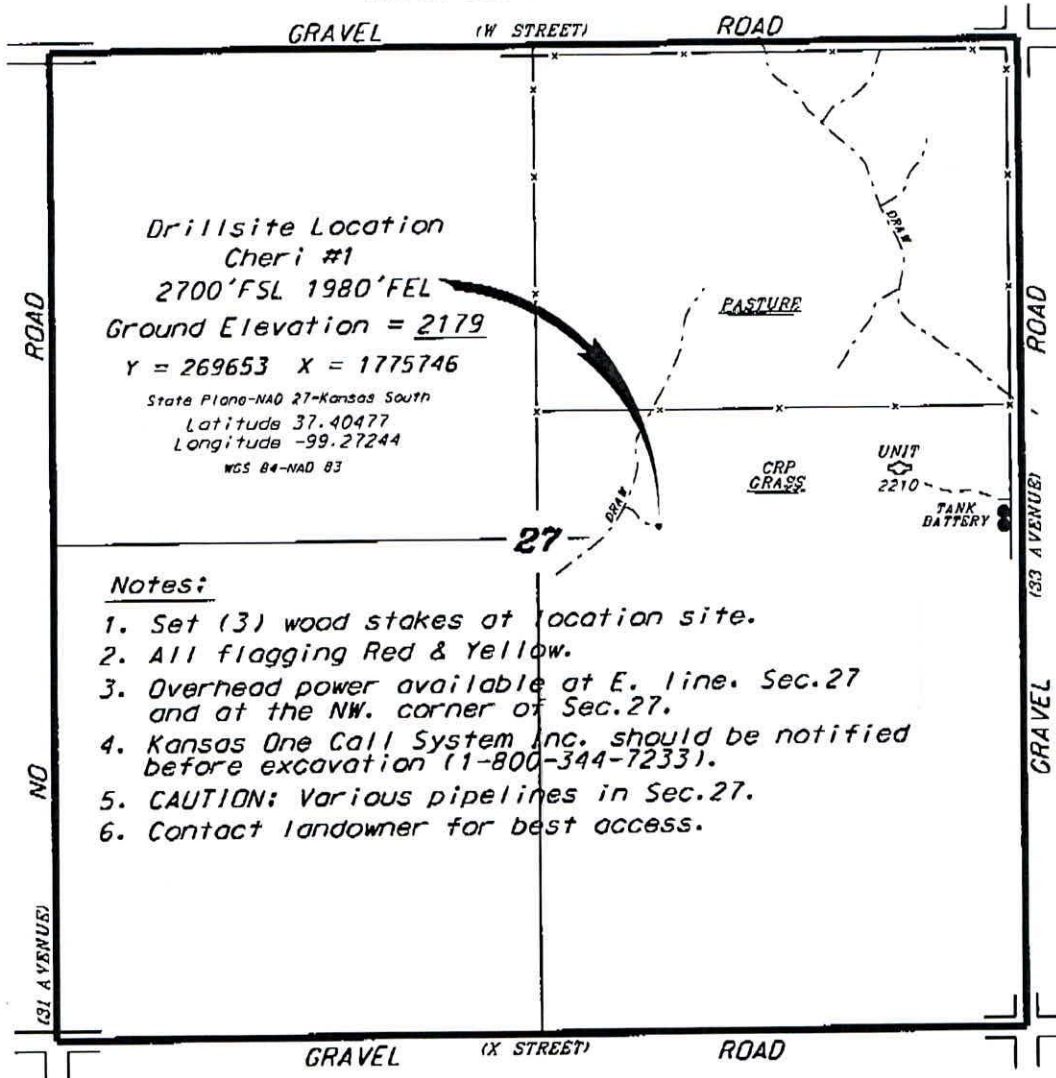 GRAVEL (W STREET) ROAD
Drillsite Location
Cheri #1
2700'FSL 1980'FEL
Ground Elevation = 2179
Y = 269653 X = 1775746
State Plane-NAD 27-Kansas South
Latitude 37.40477
Longitude -99.27244
WGS 84-NAD 83
DRAW
PASTURE
CRP
GRASS
UNIT
2210
TANK
BATTERY
DRAW
27
Notes:
1. Set (3) wood stakes at location site.
2. All flagging Red & Yellow.
3. Overhead power available at E. line. Sec.27
and at the NW. corner of Sec.27.
4. Kansas One Call System Inc. should be notified
before excavation (1-800-344-7233).
5. CAUTION: Various pipelines in Sec.27.
6. Contact landowner for best access.
(31 AVENUE) NO ROAD
GRAVEL (33 AVENUE) ROAD
GRAVEL (X STREET) ROAD